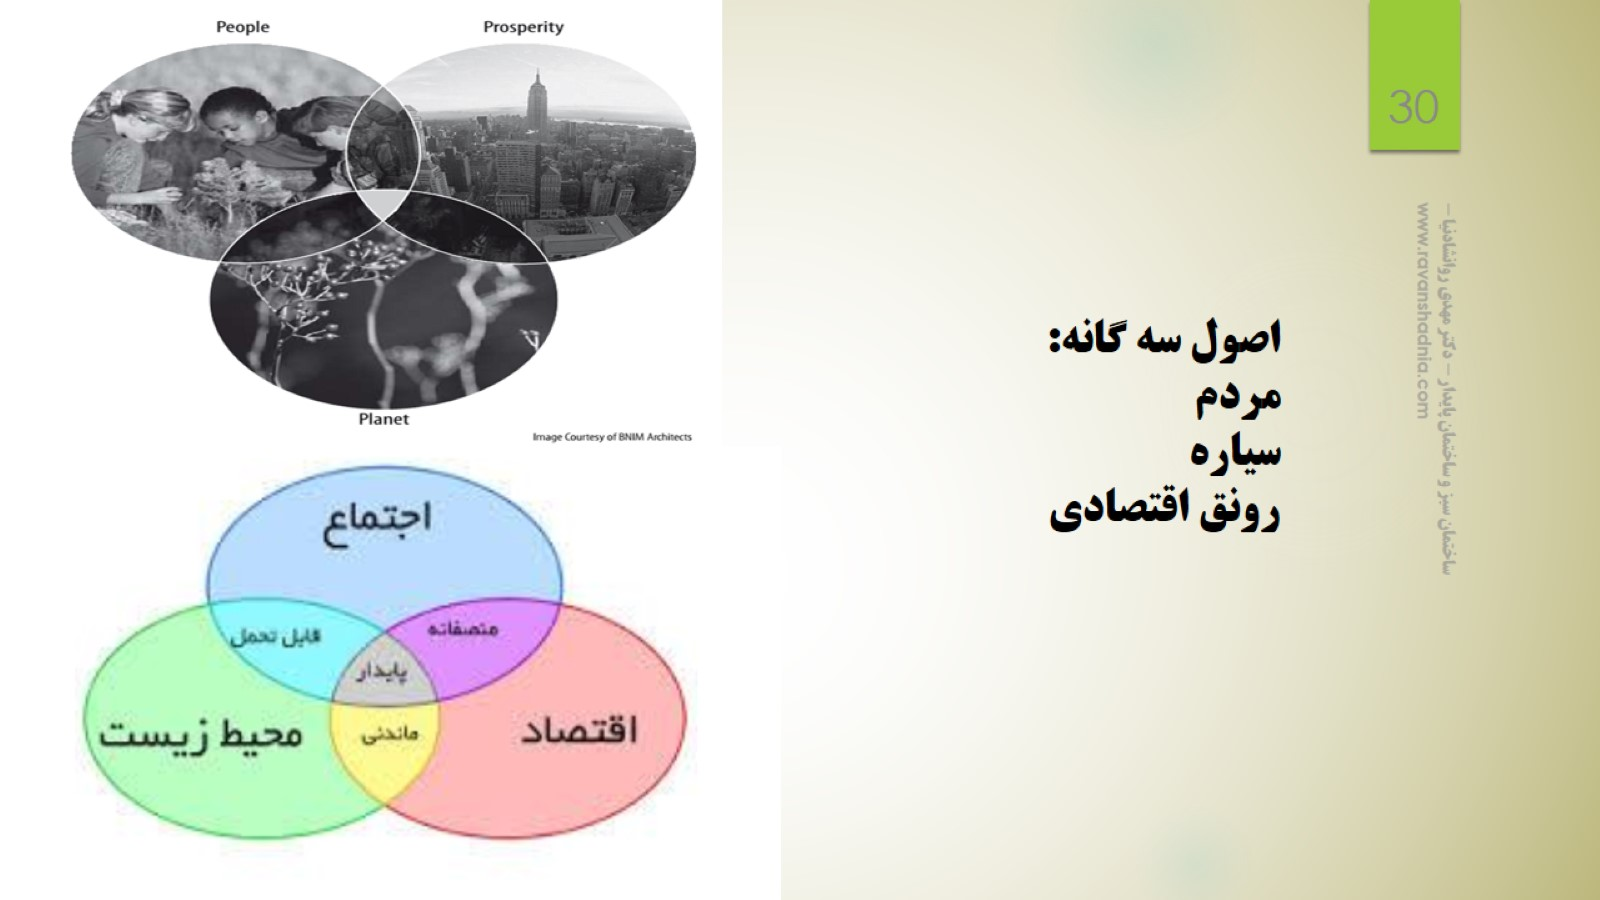 People
Prosperity
Planet
Image Courtesy of BNIM Architects
اجتماع
قابل تحمل
منصفانه
پایدار
محیط زیست
ماندنی
اقتصاد
اصول سه گانه:
مردم
سیاره
رونق اقتصادی
30
ساختمان سبز و ساختمان پایدار – دکتر مهدی روانشادنیا –
www.ravanshadnia.com